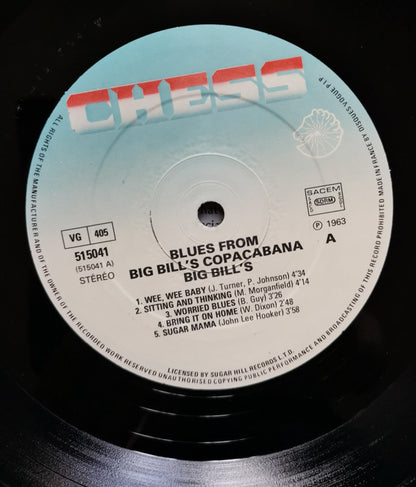 CHESS
VG 405
515041
(515041 A)
STÉRÉO
SACEM
SDRM
SACD
SGDL
Ⓟ 1963
A
BLUES FROM
BIG BILL'S COPACABANA
BIG BILL'S
1. WEE, WEE BABY (J. Turner, P. Johnson) 4'34
2. SITTING AND THINKING (M. Morganfield) 4'14
3. WORRIED BLUES (B. Guy) 3'26
4. BRING IT ON HOME (W. Dixon) 2'48
5. SUGAR MAMA (John Lee Hooker) 3'58
LICENSED BY SUGAR HILL RECORDS L.T.D.
ALL RIGHTS OF THE MANUFACTURER AND OF THE OWNER OF THE RECORDED WORK RESERVED UNAUTHORISED COPYING PUBLIC PERFORMANCE AND BROADCASTING OF THIS RECORD PROHIBITED MADE IN FRANCE BY DISQUES VOGUE P.I.P